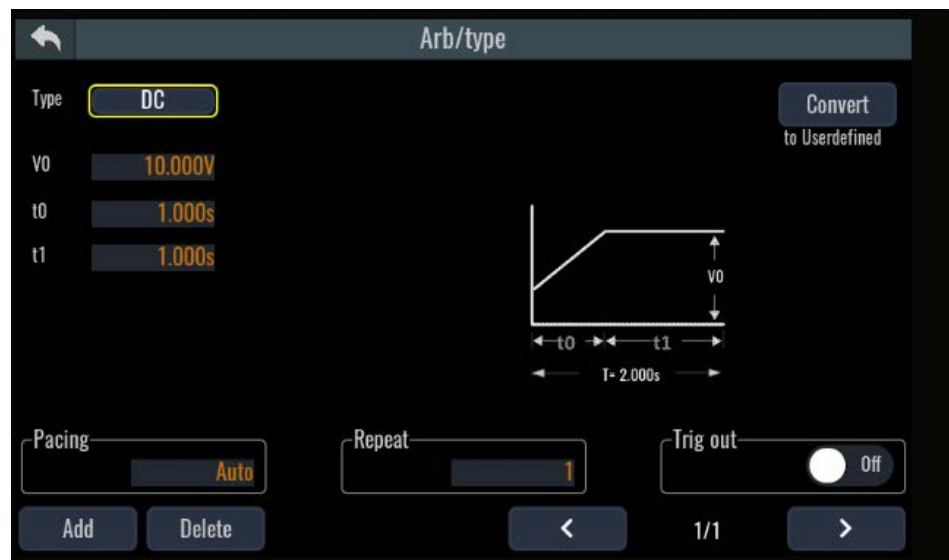 Arb/type
Type DC
Convert
to Userdefined
V0 10.000V
t0 1.000s
t1 1.000s
V0
t0 t1
T= 2.000s
Pacing
Auto
Repeat
1
Trig out
Off
Add Delete < 1/1 >